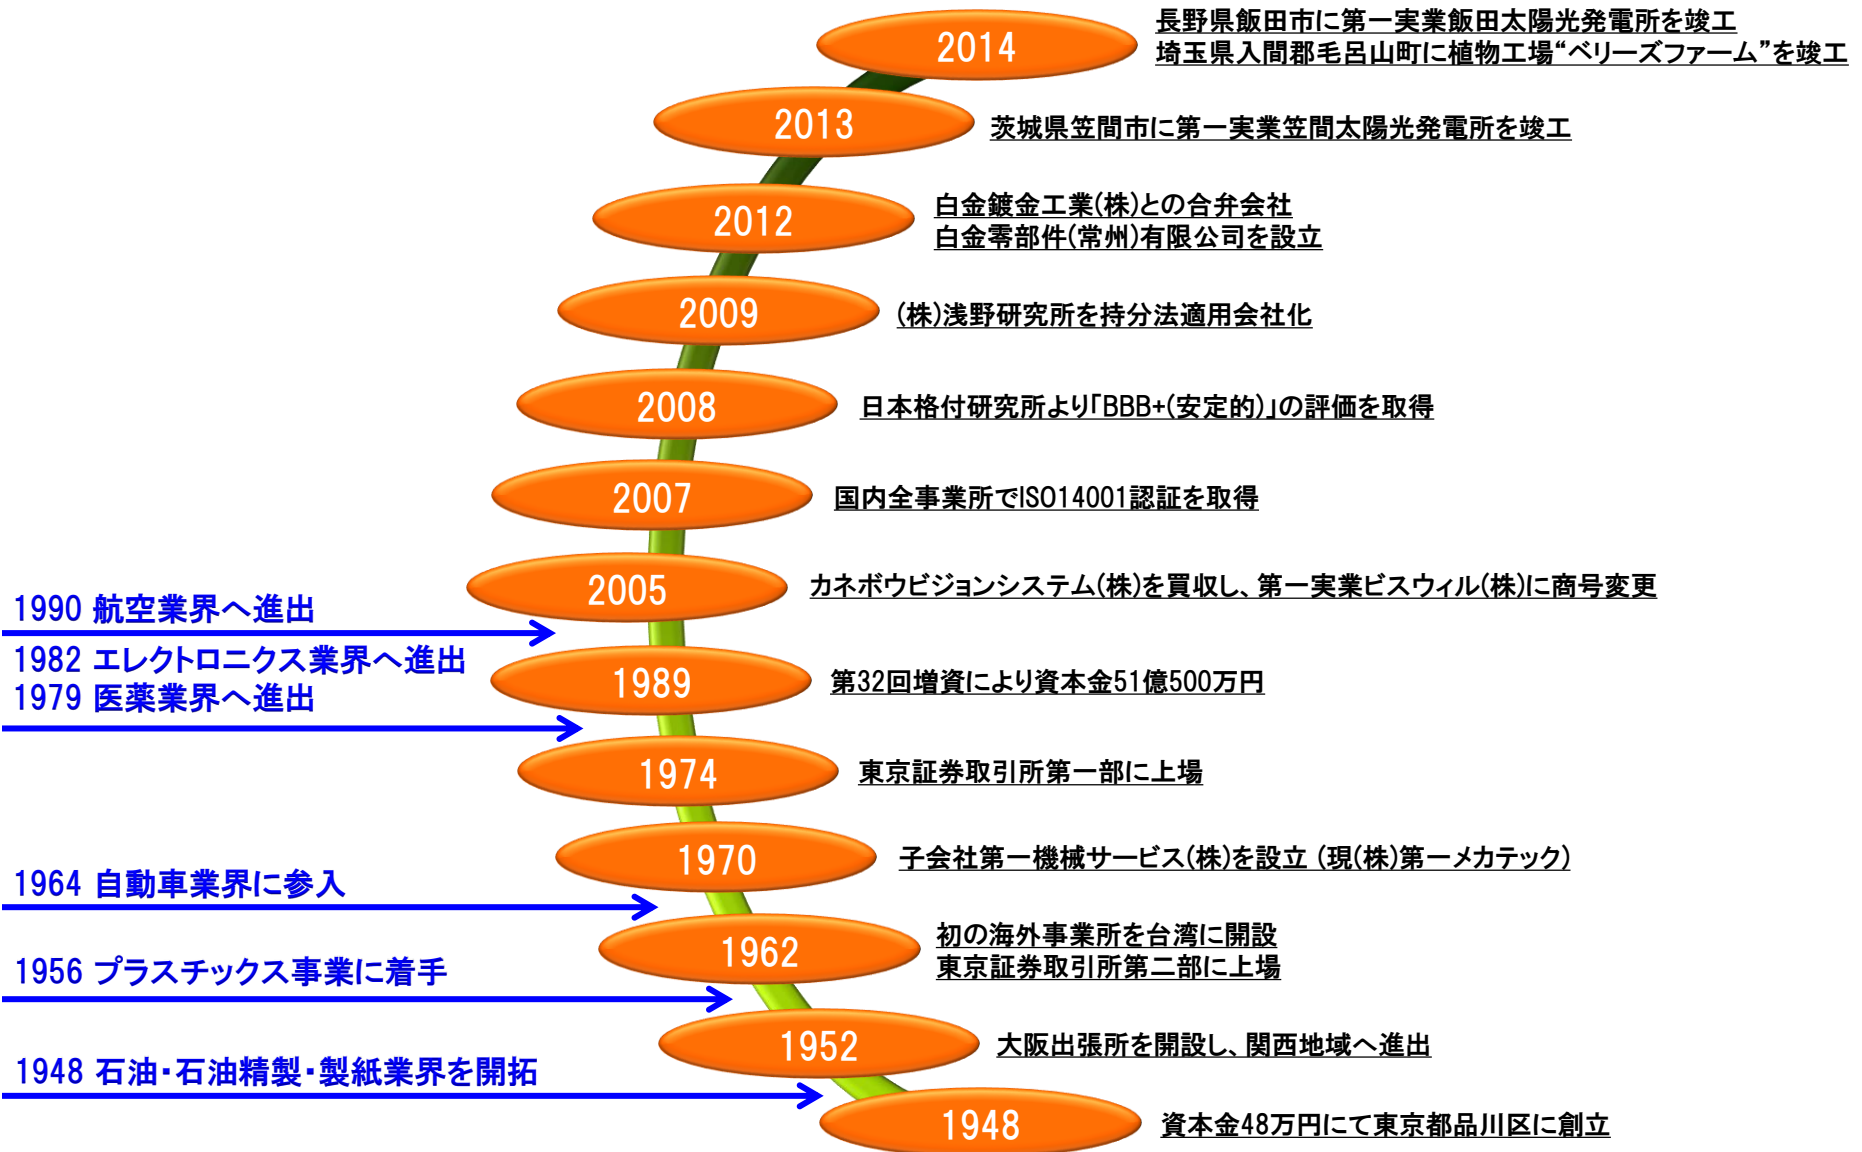 2014
長野県飯田市に第一実業飯田太陽光発電所を竣工
埼玉県入間郡毛呂山町に植物工場“ベリーズファーム”を竣工
2013
茨城県笠間市に第一実業笠間太陽光発電所を竣工
2012
白金鍍金工業(株)との合弁会社
白金零部件(常州)有限公司を設立
2009
(株)浅野研究所を持分法適用会社化
2008
日本格付研究所より「BBB+(安定的)」の評価を取得
2007
国内全事業所でISO14001認証を取得
2005
カネボウビジョンシステム(株)を買収し、第一実業ビスウィル(株)に商号変更
1990 航空業界へ進出
1982 エレクトロニクス業界へ進出
1979 医薬業界へ進出
1989
第32回増資により資本金51億500万円
1974
東京証券取引所第一部に上場
1970
子会社第一機械サービス(株)を設立 (現(株)第一メカテック)
1964 自動車業界に参入
1962
初の海外事業所を台湾に開設
東京証券取引所第二部に上場
1956 プラスチックス事業に着手
1952
大阪出張所を開設し、関西地域へ進出
1948 石油・石油精製・製紙業界を開拓
1948
資本金48万円にて東京都品川区に創立